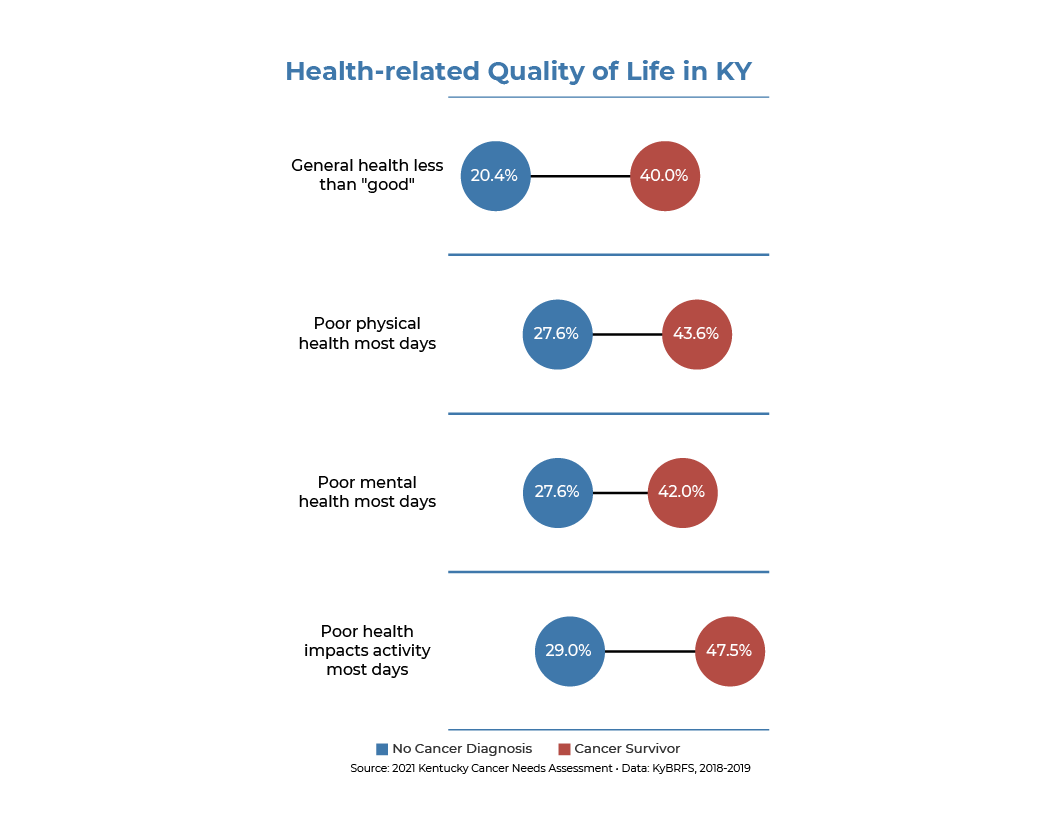 Health-related Quality of Life in KY
General health less
than "good"
20.4%
40.0%
Poor physical
health most days
27.6%
43.6%
Poor mental
health most days
27.6%
42.0%
Poor health
impacts activity
most days
29.0%
47.5%
No Cancer Diagnosis
Cancer Survivor
Source: 2021 Kentucky Cancer Needs Assessment • Data: KyBRFS, 2018-2019